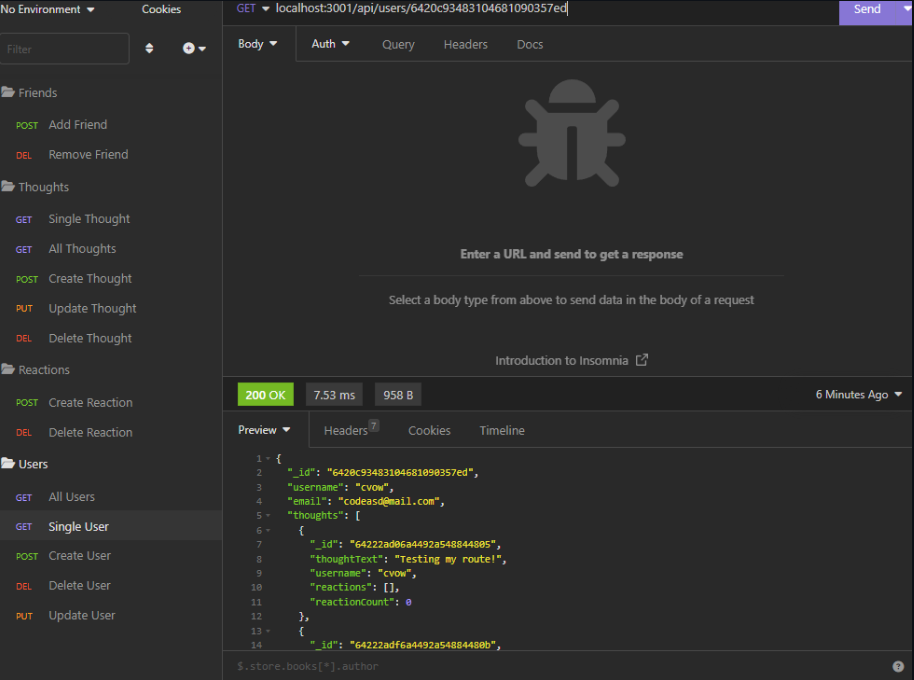 No Environment
Cookies
Filter
Friends
POST Add Friend
DEL Remove Friend
Thoughts
GET Single Thought
GET All Thoughts
POST Create Thought
PUT Update Thought
DEL Delete Thought
Reactions
POST Create Reaction
DEL Delete Reaction
Users
GET All Users
GET Single User
POST Create User
DEL Delete User
PUT Update User
GET localhost:3001/api/users/6420c93483104681090357ed
Send
Body Auth Query Headers Docs
Enter a URL and send to get a response
Select a body type from above to send data in the body of a request
Introduction to Insomnia
200 OK 7.53 ms 958 B 6 Minutes Ago
Preview Headers 7 Cookies Timeline
1 {
2 "_id": "6420c93483104681090357ed",
3 "username": "cvow",
4 "email": "codeasd@mail.com",
5 "thoughts": [
6 {
7 "_id": "64222ad06a4492a548844805",
8 "thoughtText": "Testing my route!",
9 "username": "cvow",
10 "reactions": [],
11 "reactionCount": 0
12 },
13 {
14 "_id": "64222adf6a4492a54884480b",
$.store.books[*].author